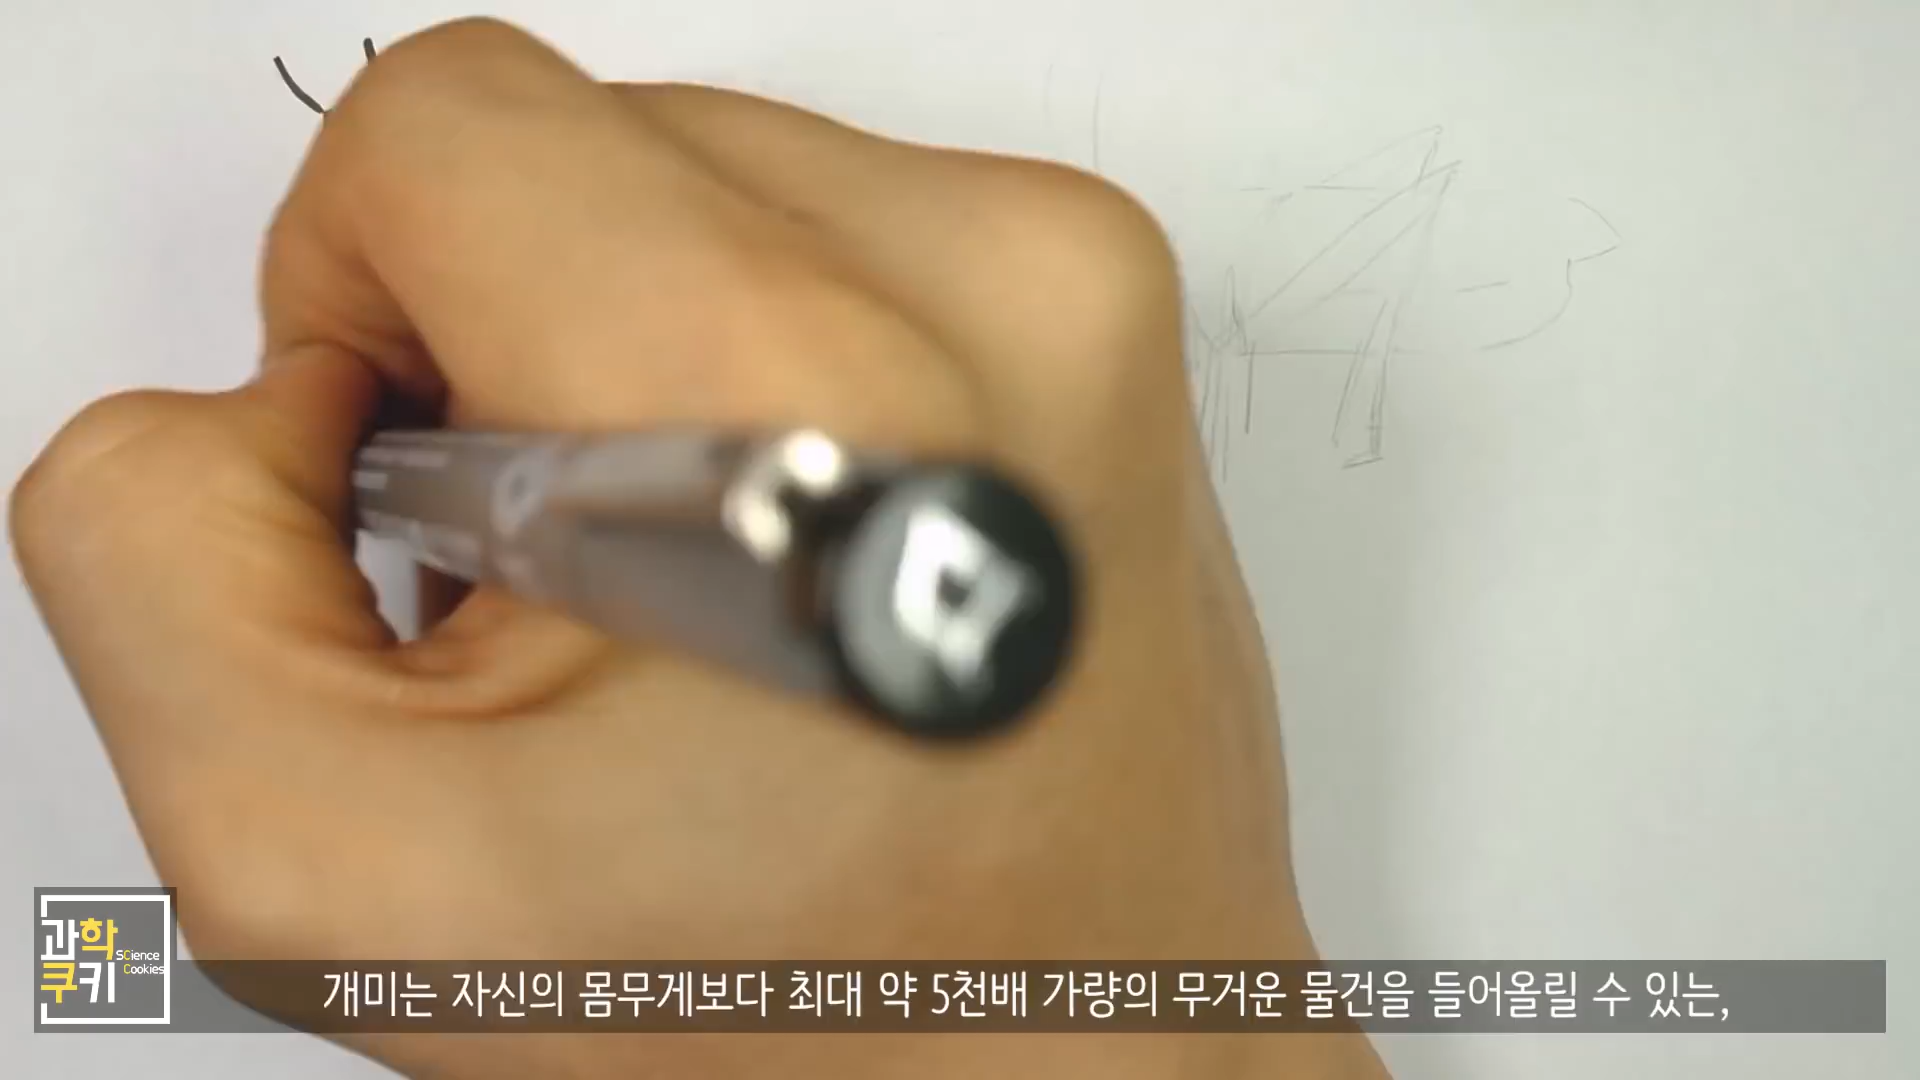 과학
쿠키
Science
Cookies
개미는 자신의 몸무게보다 최대 약 5천배 가량의 무거운 물건을 들어올릴 수 있는,